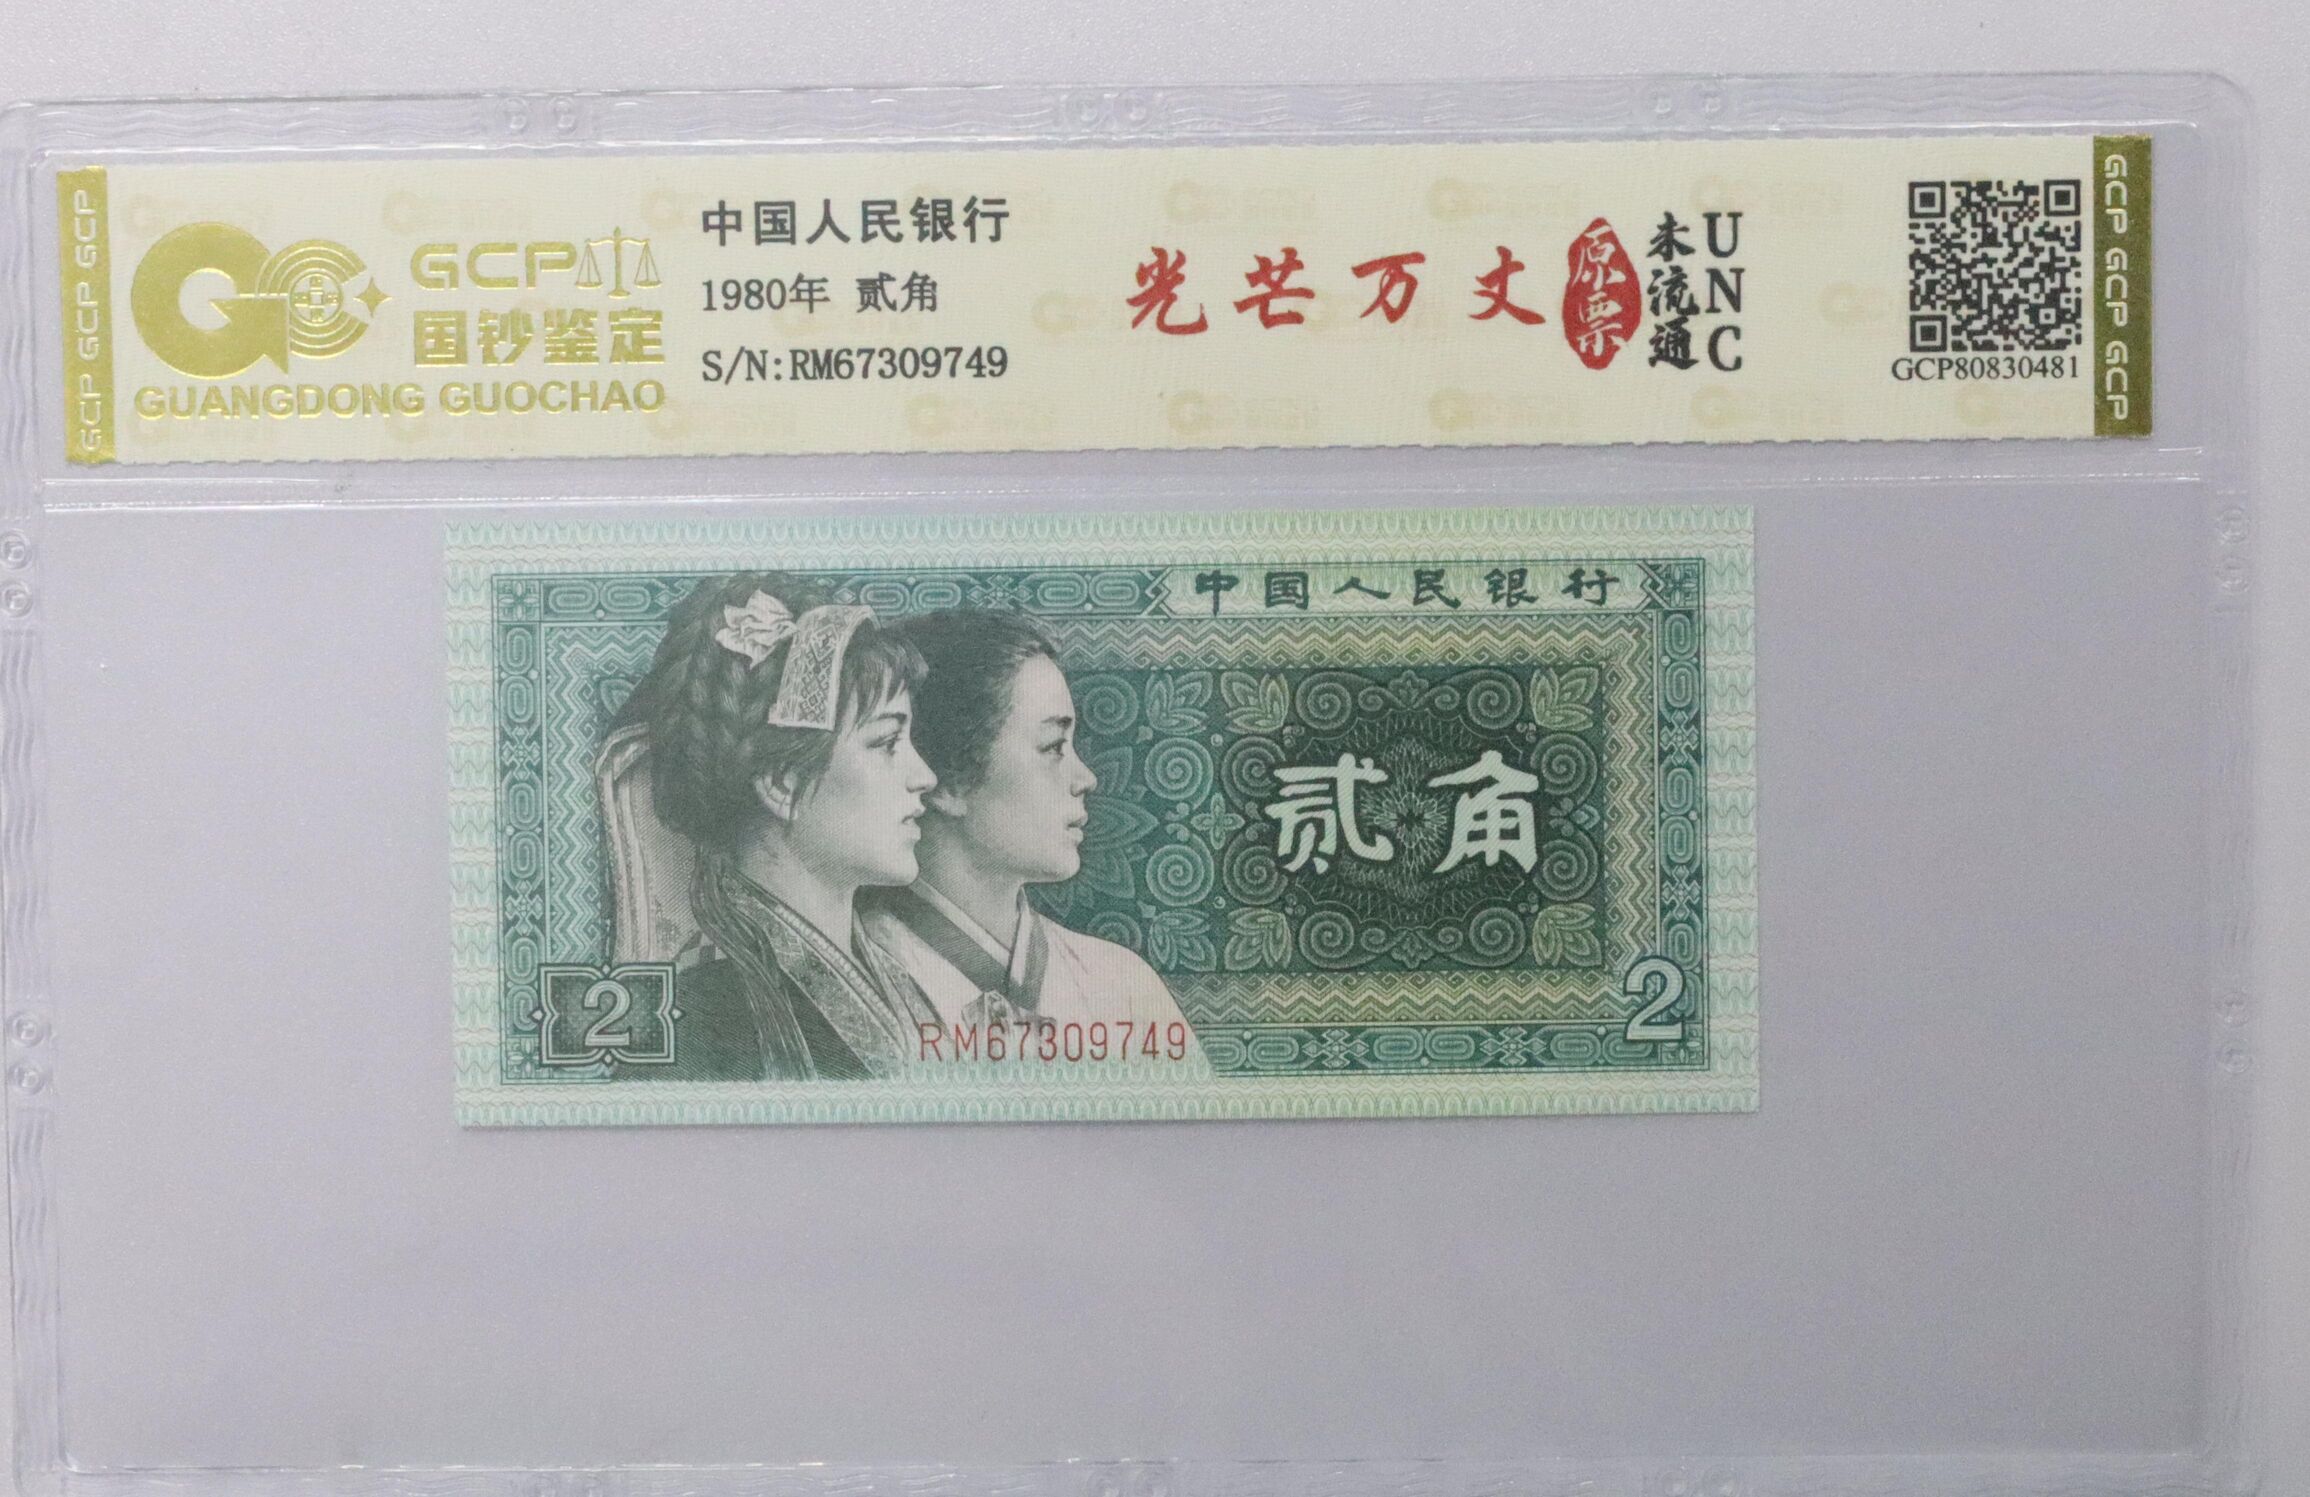 GCP GCP GCP
GCP
国钞鉴定
GUANGDONG GUOCHAO
中国人民银行
1980年 贰角
S/N:RM67309749
光芒万丈
原票
未流通
UNC
GCP80830481
GCP GCP GCP
中国人民银行
贰角
2
2
RM67309749